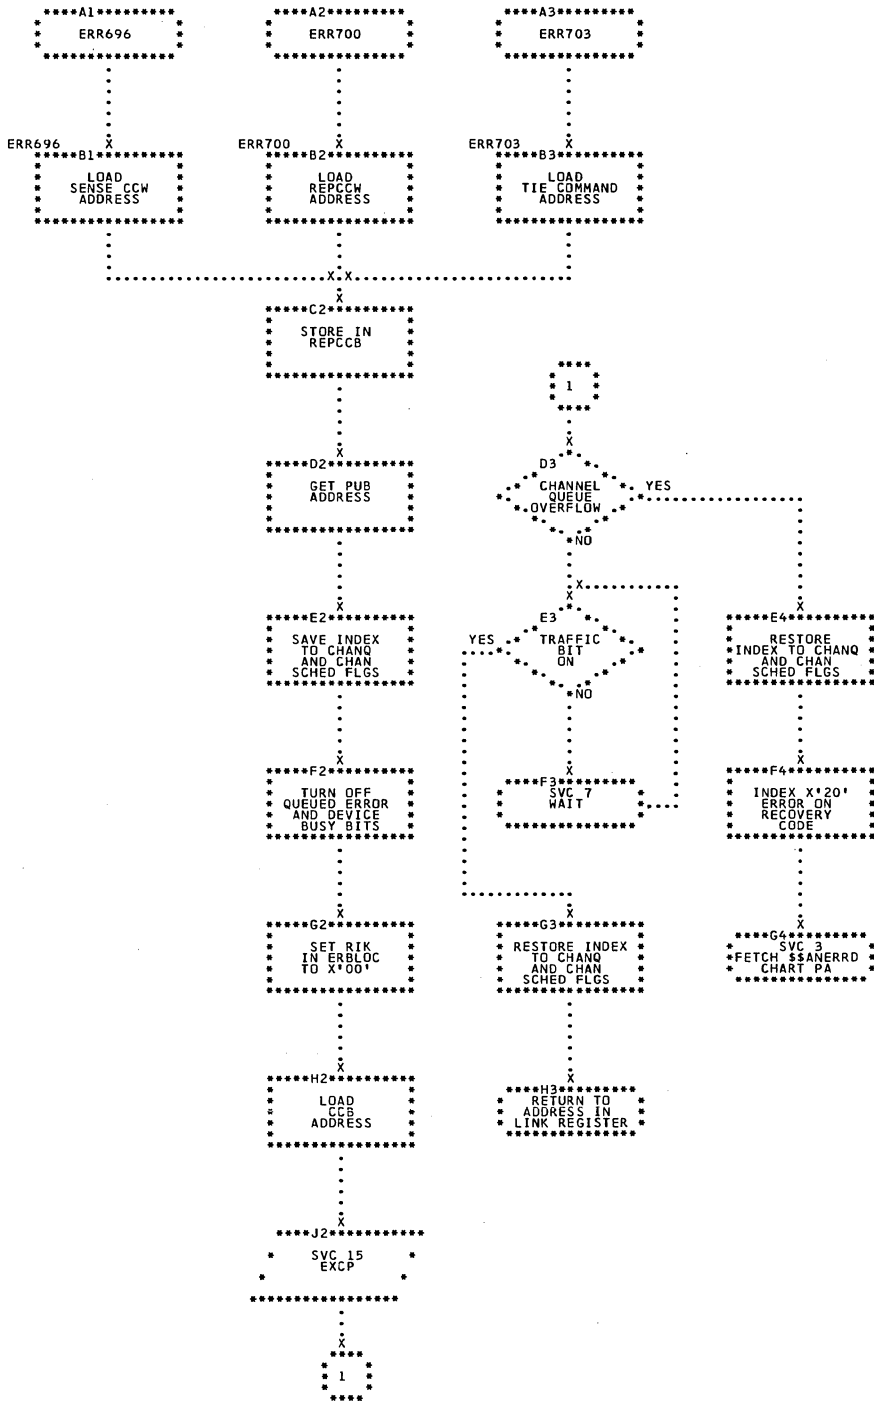 A1
ERR696
A2
ERR700
A3
ERR703
ERR696
B1
LOAD
SENSE CCW
ADDRESS
ERR700
B2
LOAD
REPCCW
ADDRESS
ERR703
B3
LOAD
TIE COMMAND
ADDRESS
C2
STORE IN
REPCCB
D2
GET PUB
ADDRESS
E2
SAVE INDEX
TO CHANQ
AND CHAN
SCHED FLGS
F2
TURN OFF
QUEUED ERROR
AND DEVICE
BUSY BITS
G2
SET RIK
IN ERBLOC
TO X'00'
H2
LOAD
CCB
ADDRESS
J2
SVC 15
EXCP
1
1
D3
CHANNEL
QUEUE
OVERFLOW
YES
NO
E3
TRAFFIC
BIT
ON
YES
NO
F3
SVC 7
WAIT
G3
RESTORE INDEX
TO CHANQ
AND CHAN
SCHED FLGS
H3
RETURN TO
ADDRESS IN
LINK REGISTER
E4
RESTORE
INDEX TO CHANQ
AND CHAN
SCHED FLGS
F4
INDEX X'20'
ERROR ON
RECOVERY
CODE
G4
SVC 3
FETCH $$ANERRD
CHART PA